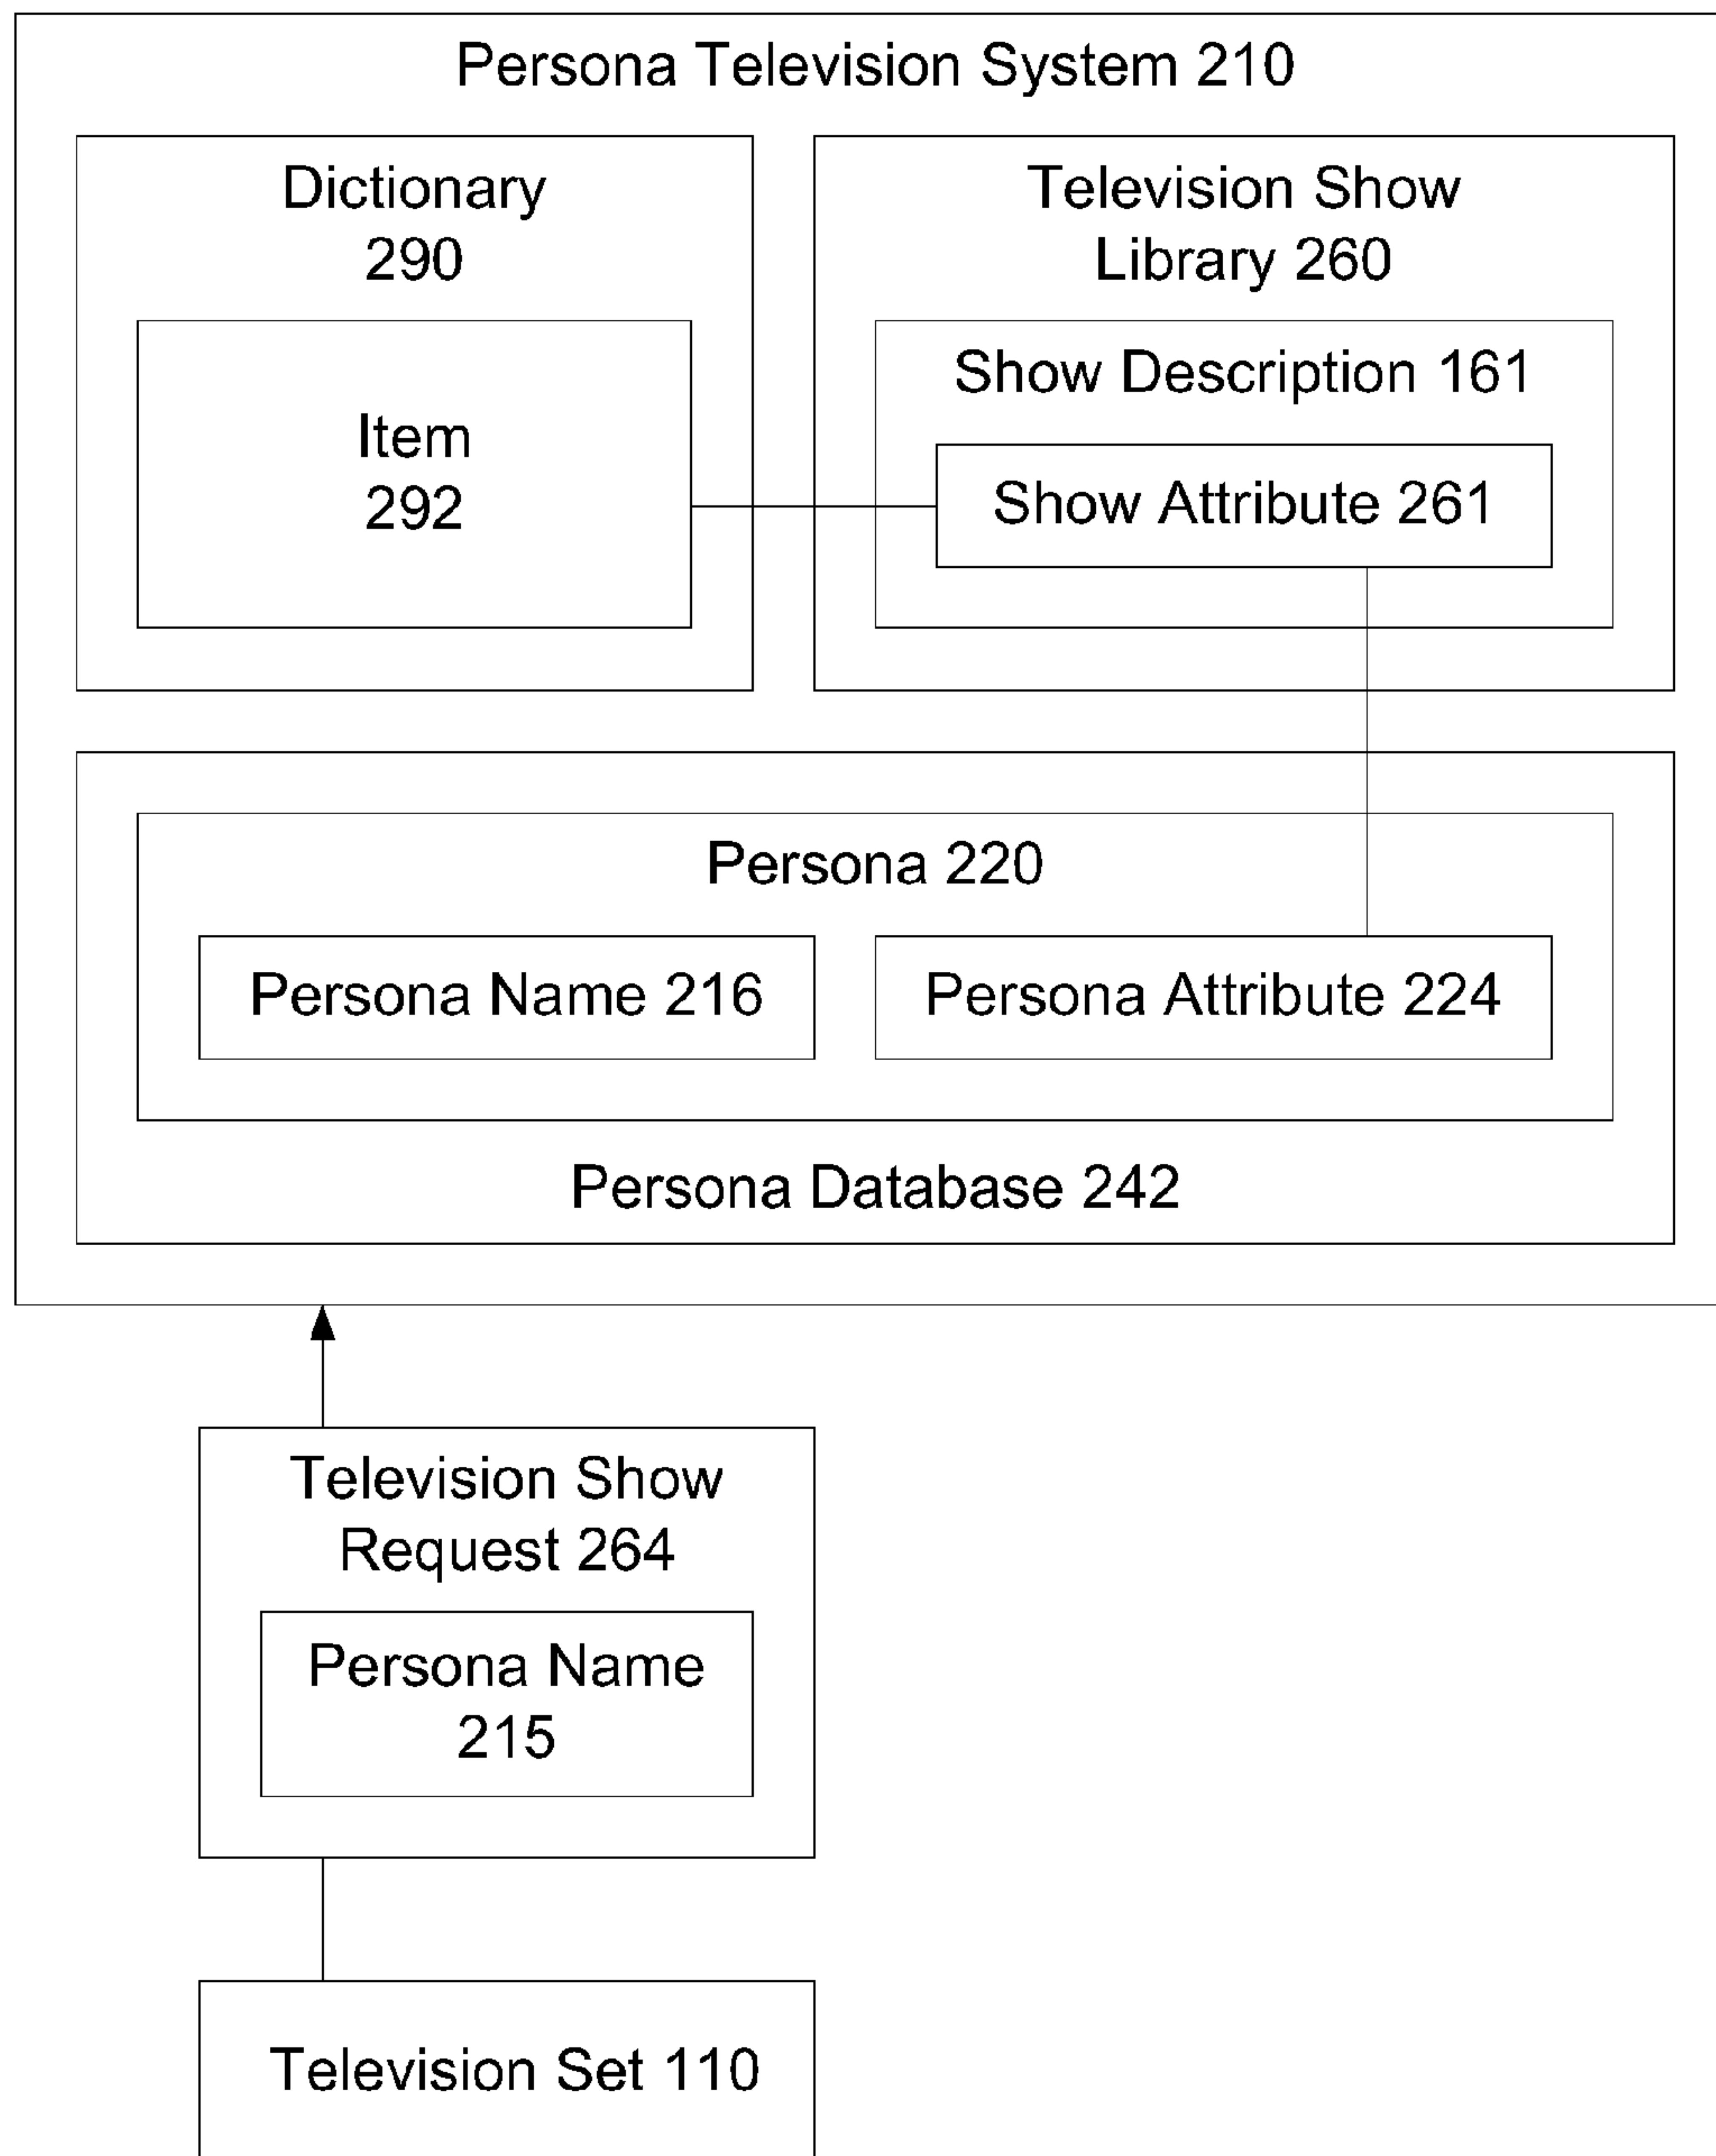 Persona Television System 210
Dictionary
290
Television Show
Library 260
Item
292
Show Description 161
Show Attribute 261
Persona 220
Persona Name 216
Persona Attribute 224
Persona Database 242
Television Show
Request 264
Persona Name
215
Television Set 110